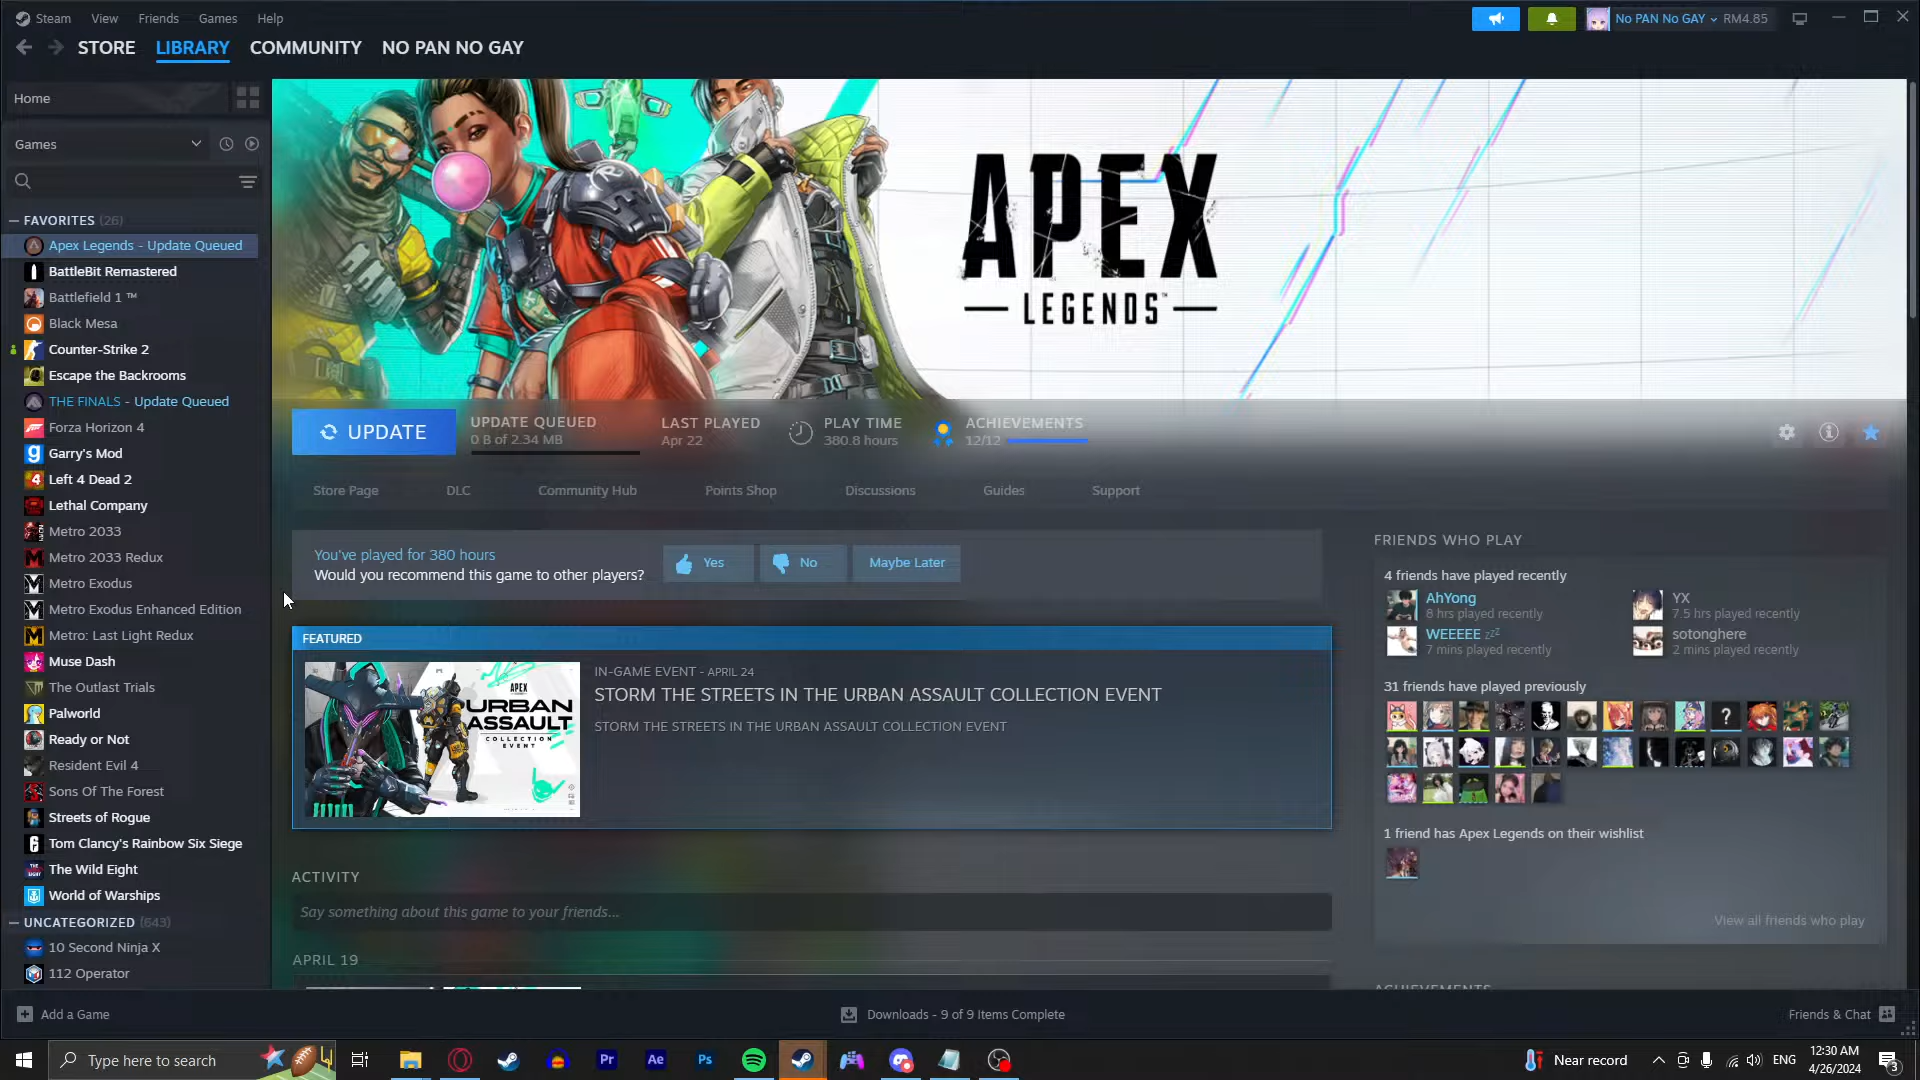 Steam View Friends Games Help
No PAN No GAY RM4.85
STORE LIBRARY COMMUNITY NO PAN NO GAY
Home
Games
FAVORITES (26)
Apex Legends - Update Queued
BattleBit Remastered
Battlefield 1 ™
Black Mesa
Counter-Strike 2
Escape the Backrooms
THE FINALS - Update Queued
Forza Horizon 4
Garry's Mod
Left 4 Dead 2
Lethal Company
Metro 2033
Metro 2033 Redux
Metro Exodus
Metro Exodus Enhanced Edition
Metro: Last Light Redux
Muse Dash
The Outlast Trials
Palworld
Ready or Not
Resident Evil 4
Sons Of The Forest
Streets of Rogue
Tom Clancy's Rainbow Six Siege
The Wild Eight
World of Warships
UNCATEGORIZED (643)
10 Second Ninja X
112 Operator
APEX
LEGENDS™
UPDATE
UPDATE QUEUED
0 B of 2.34 MB
LAST PLAYED
Apr 22
PLAY TIME
380.8 hours
ACHIEVEMENTS
12/12
Store Page DLC Community Hub Points Shop Discussions Guides Support
You've played for 380 hours
Would you recommend this game to other players?
Yes No Maybe Later
FEATURED
APEX
URBAN
ASSAULT
COLLECTION
EVENT
IN-GAME EVENT - APRIL 24
STORM THE STREETS IN THE URBAN ASSAULT COLLECTION EVENT
STORM THE STREETS IN THE URBAN ASSAULT COLLECTION EVENT
ACTIVITY
Say something about this game to your friends...
APRIL 19
FRIENDS WHO PLAY
4 friends have played recently
AhYong
8 hrs played recently
YX
7.5 hrs played recently
WEEEEE zzZ
7 mins played recently
sotonghere
2 mins played recently
31 friends have played previously
?
1 friend has Apex Legends on their wishlist
View all friends who play
ACHIEVEMENTS
Add a Game
Downloads - 9 of 9 Items Complete
Friends & Chat
Type here to search
Pr Ae Ps
Near record
ENG
12:30 AM
4/26/2024
3